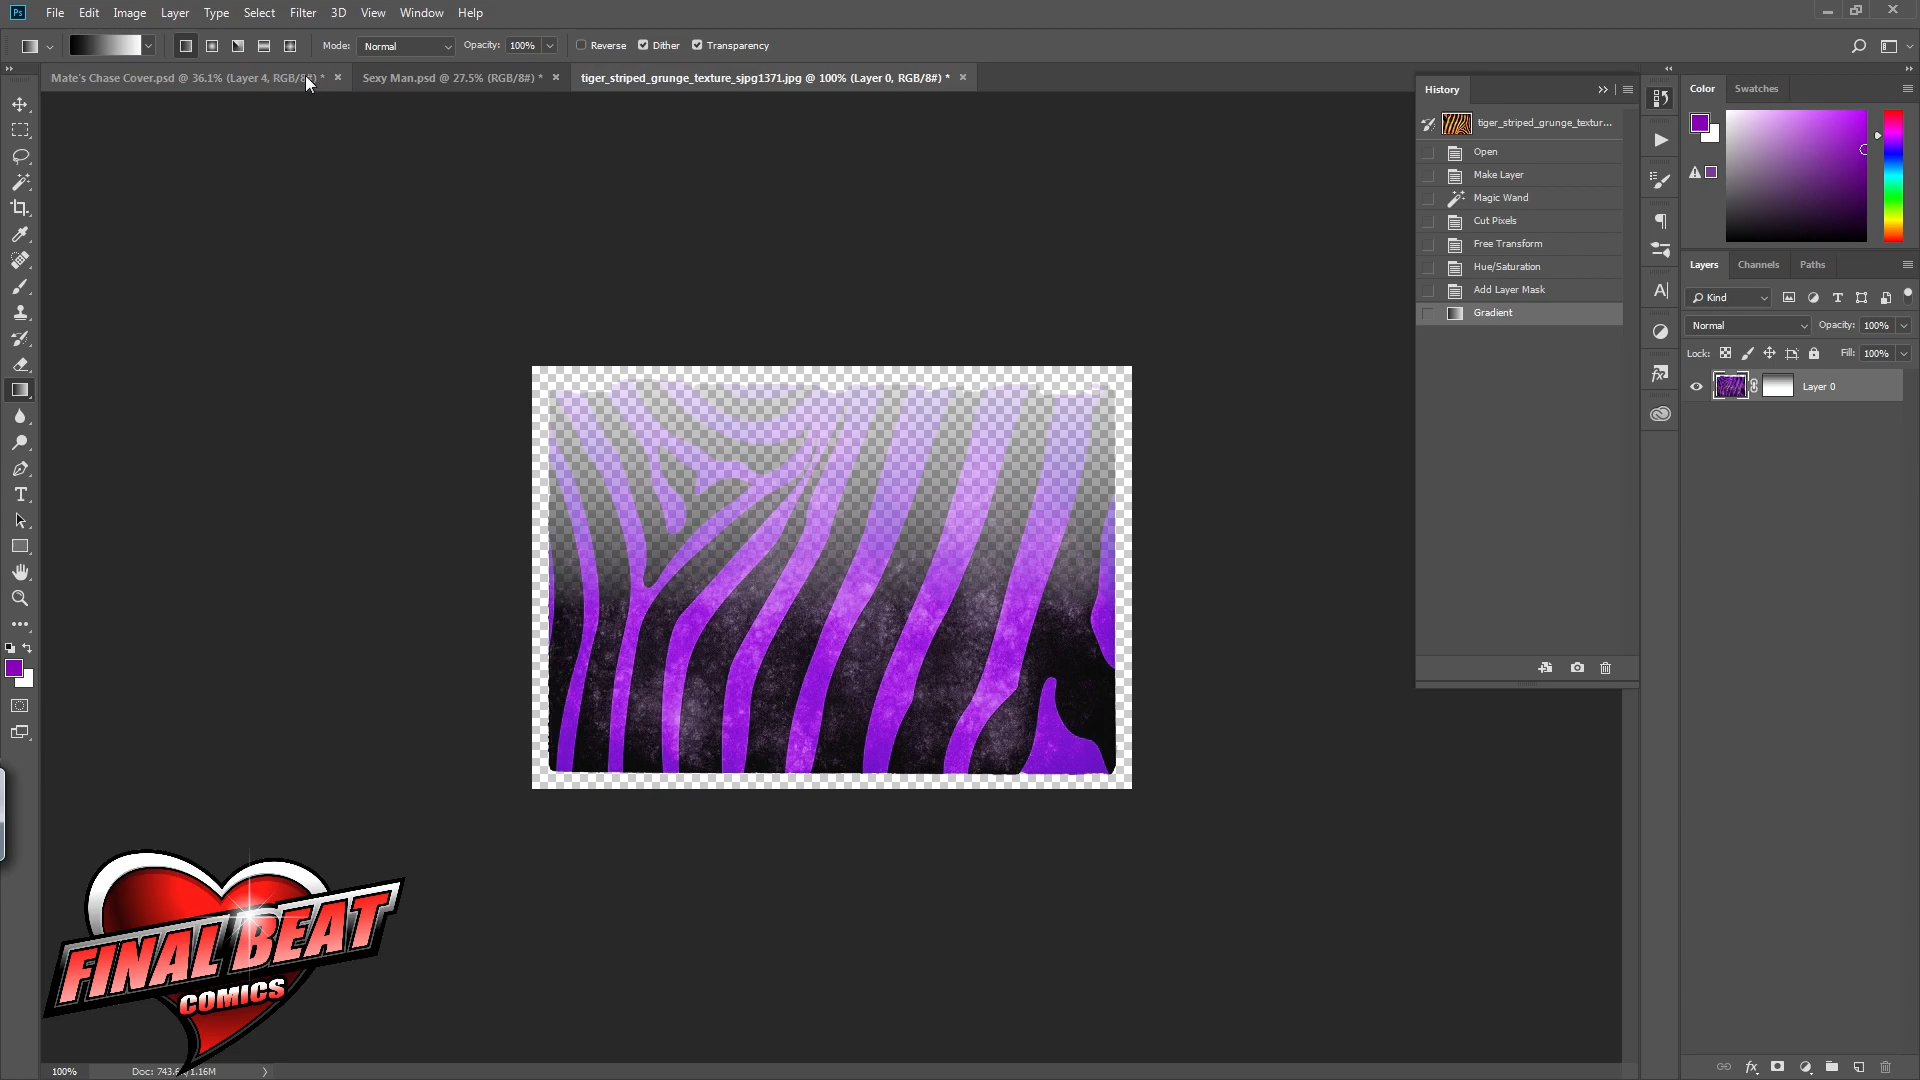 Ps File Edit Image Layer Type Select Filter 3D View Window Help
Mode: Normal Opacity: 100% Reverse Dither Transparency
Mate's Chase Cover.psd @ 36.1% (Layer 4, RGB/8#) * × Sexy Man.psd @ 27.5% (RGB/8#) * × tiger_striped_grunge_texture_sjpg1371.jpg @ 100% (Layer 0, RGB/8#) * ×
History
tiger_striped_grunge_textur...
Open
Make Layer
Magic Wand
Cut Pixels
Free Transform
Hue/Saturation
Add Layer Mask
Gradient
Color Swatches
Layers Channels Paths
Kind
Normal Opacity: 100%
Lock: Fill: 100%
Layer 0
FINAL BEAT
COMICS
100% Doc: 743.6 /1.16M